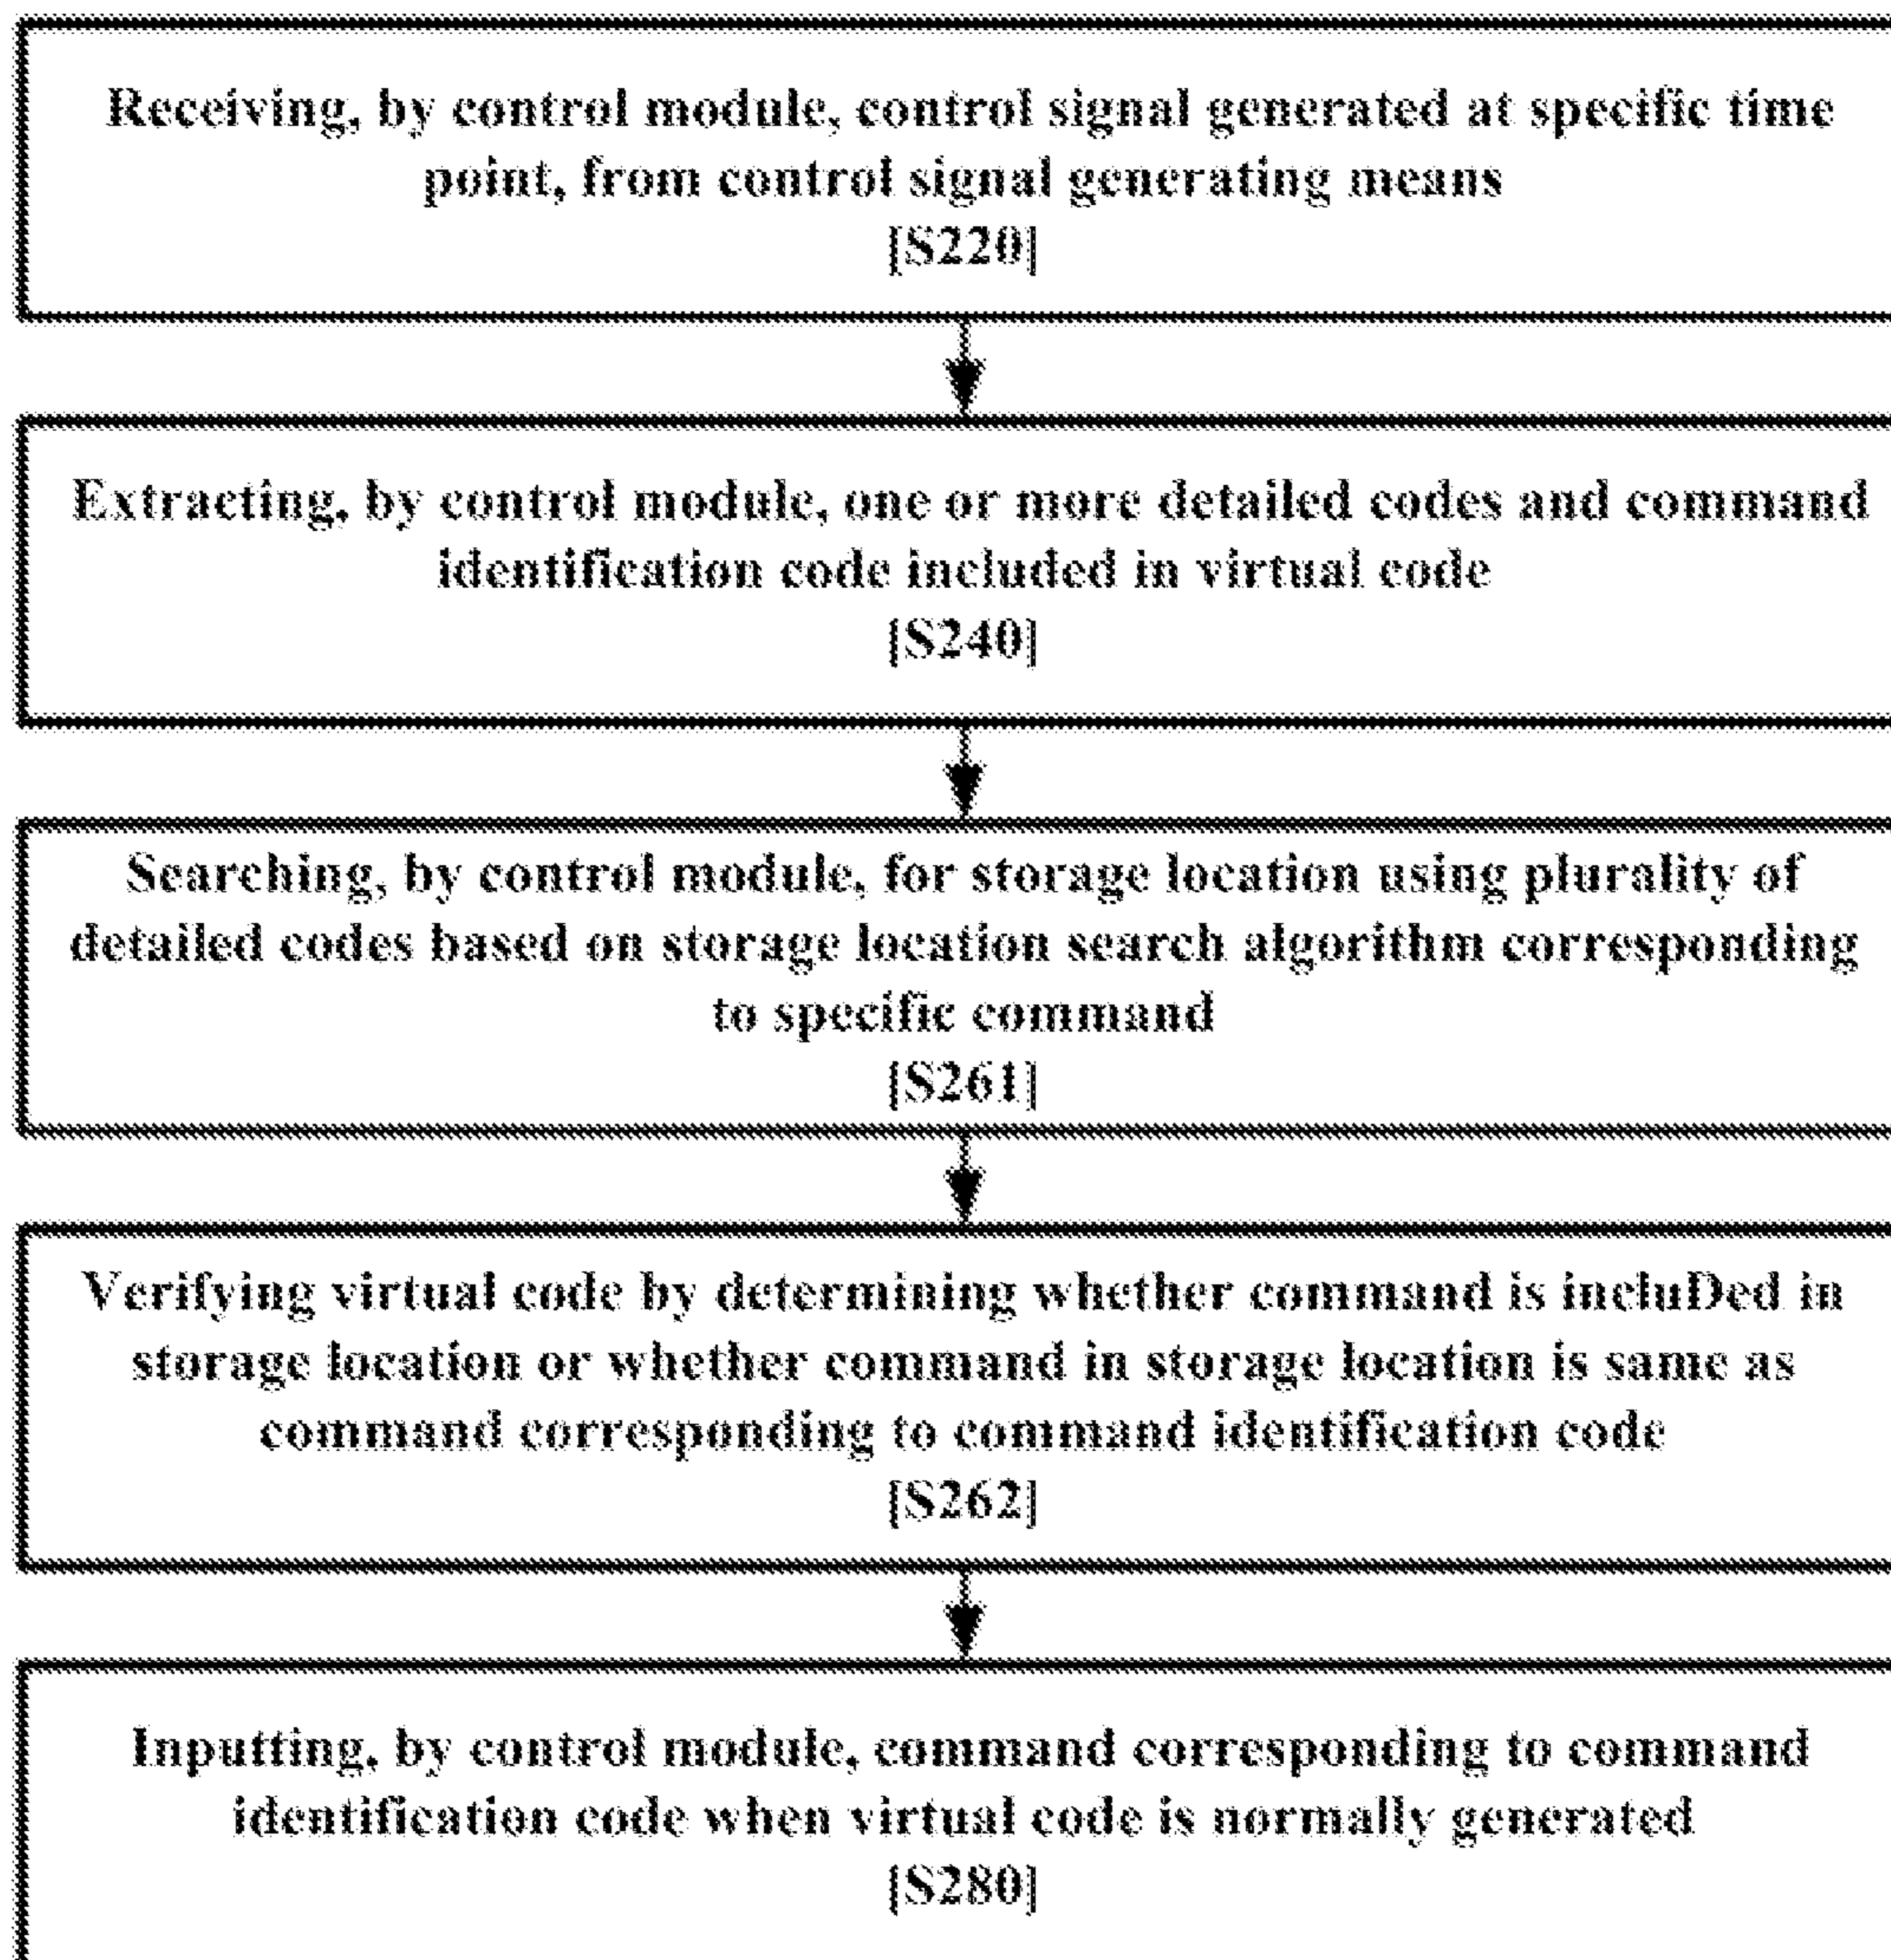 Receiving, by control module, control signal generated at specific time
point, from control signal generating means
[S220]
Extracting, by control module, one or more detailed codes and command
identification code included in virtual code
[S240]
Searching, by control module, for storage location using plurality of
detailed codes based on storage location search algorithm corresponding
to specific command
[S261]
Verifying virtual code by determining whether command is incluDed in
storage location or whether command in storage location is same as
command corresponding to command identification code
[S262]
Inputting, by control module, command corresponding to command
identification code when virtual code is normally generated
[S280]